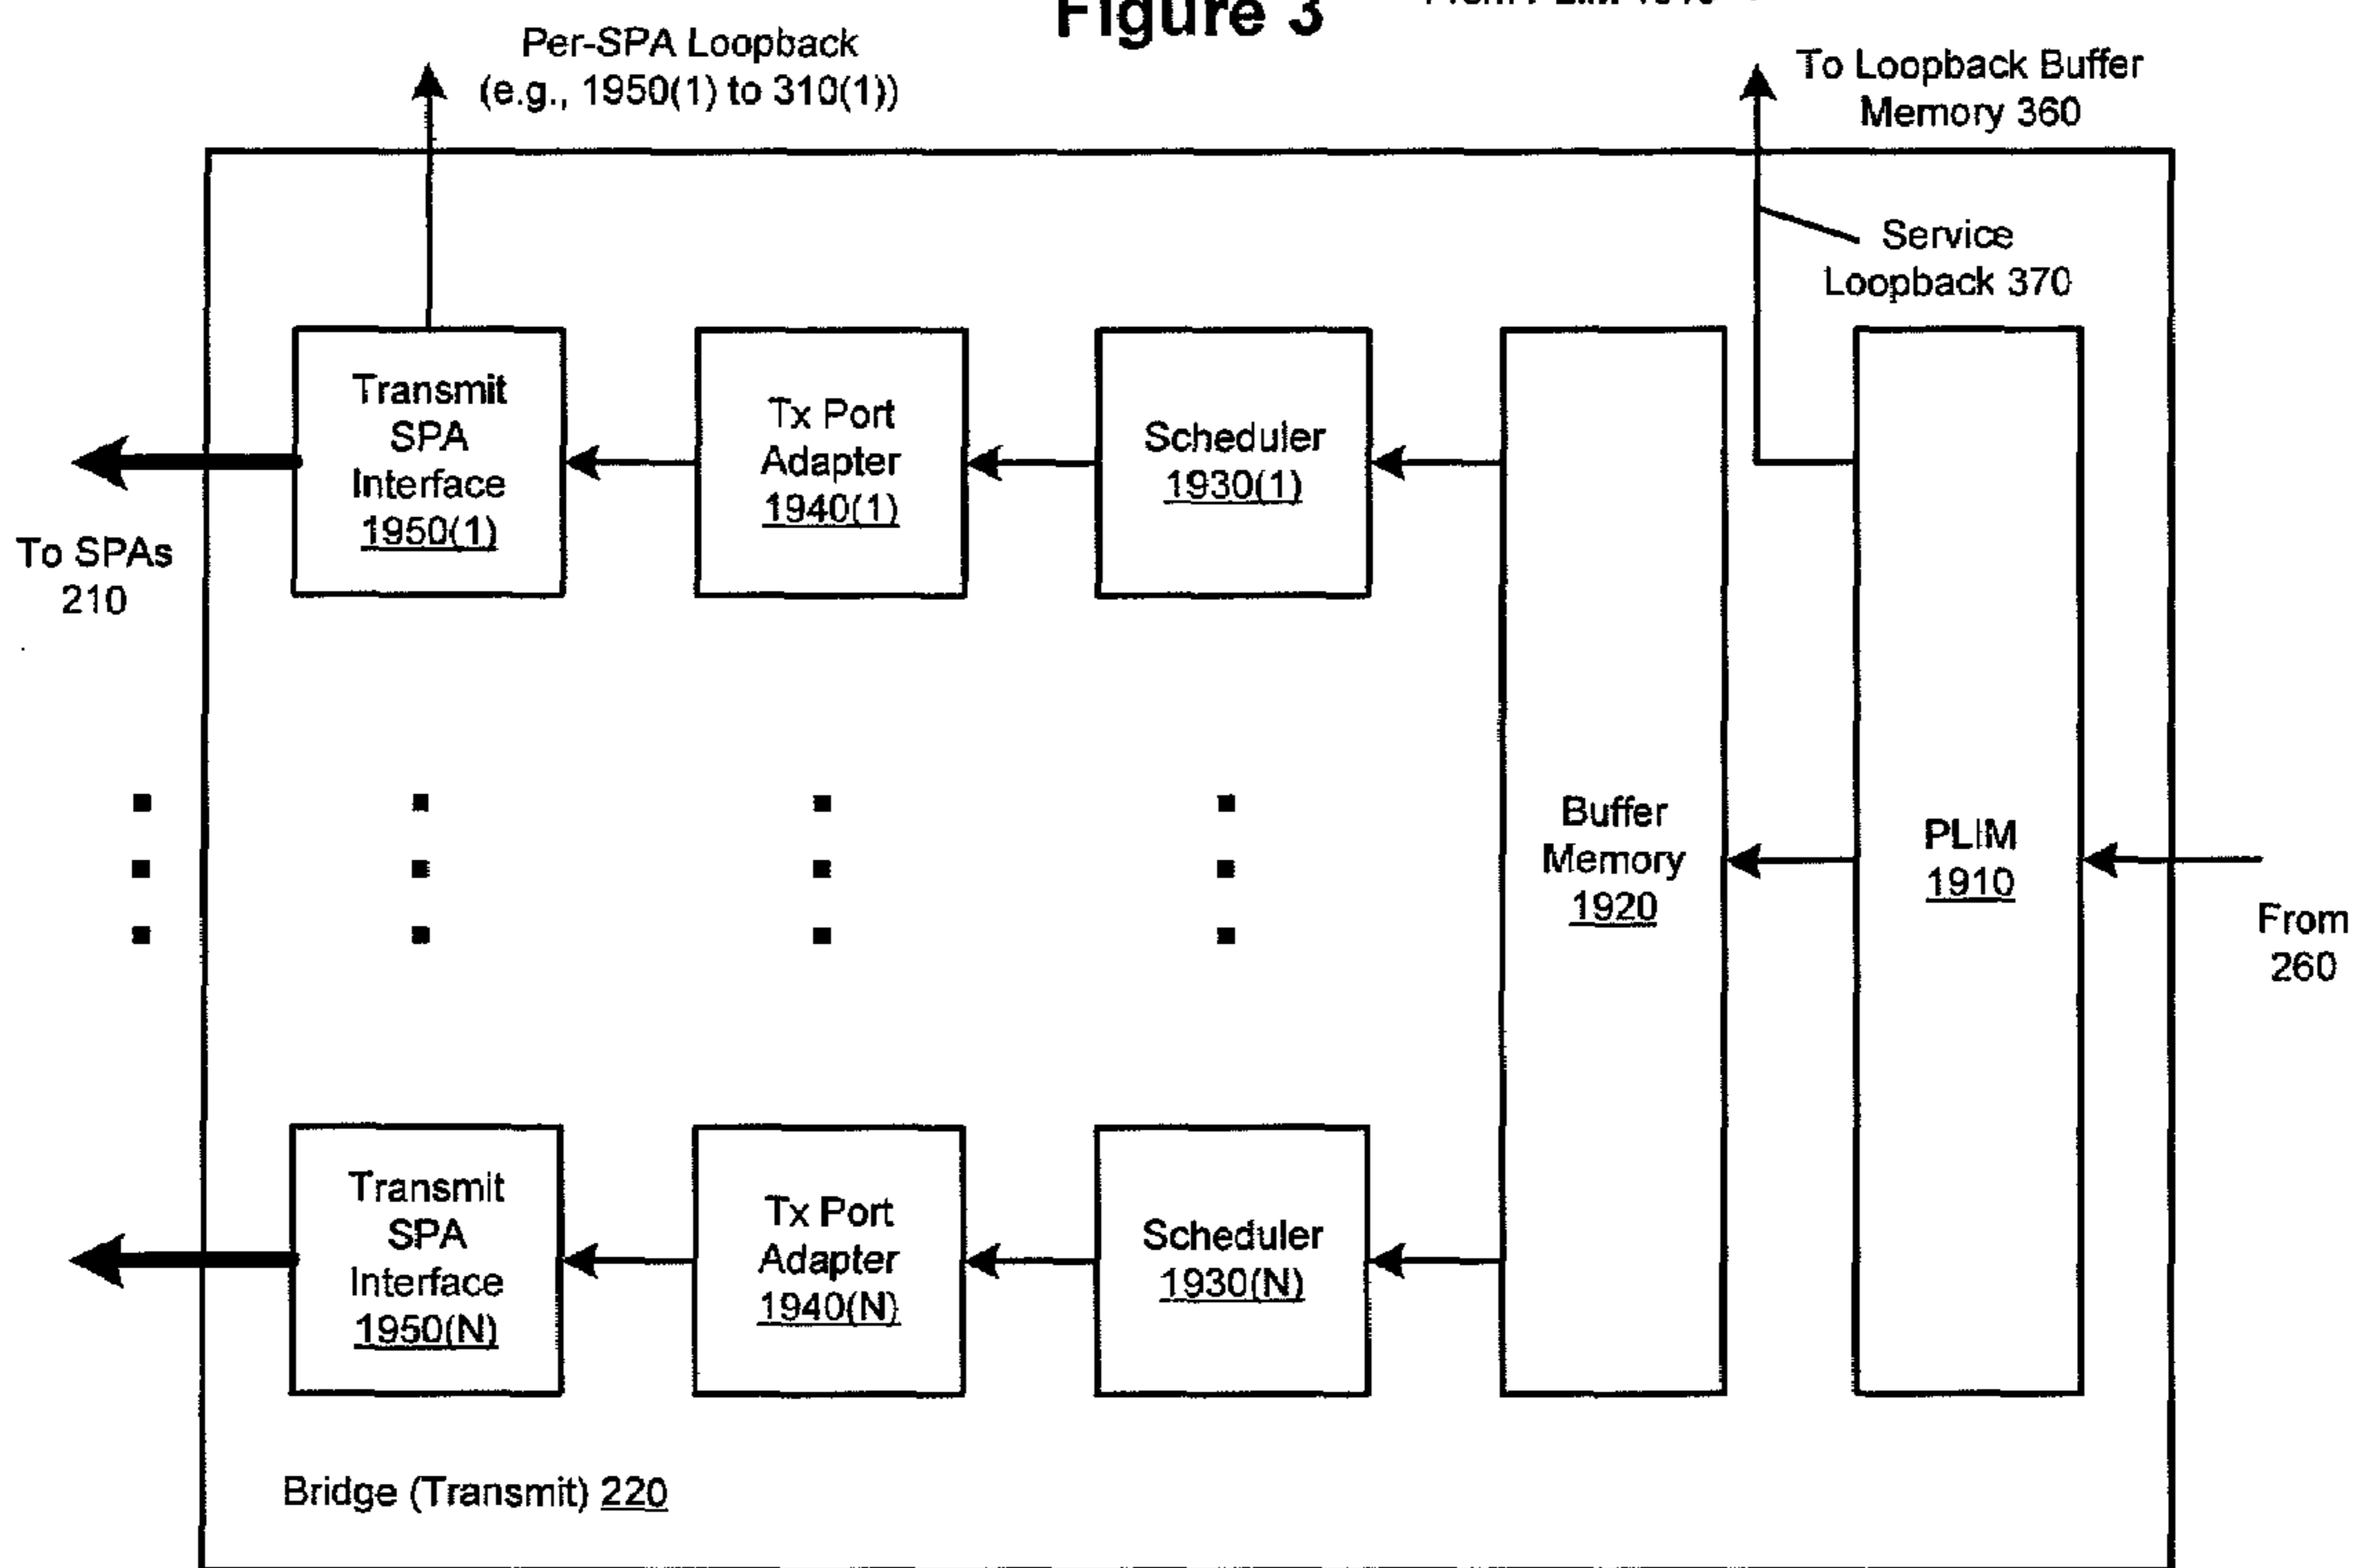 Figure 3
Per-SPA Loopback
(e.g., 1950(1) to 310(1))
To Loopback Buffer
Memory 360
Service
Loopback 370
Transmit
SPA
Interface
1950(1)
Tx Port
Adapter
1940(1)
Scheduler
1930(1)
To SPAs
210
Buffer
Memory
1920
PLIM
1910
From
260
Transmit
SPA
Interface
1950(N)
Tx Port
Adapter
1940(N)
Scheduler
1930(N)
Bridge (Transmit) 220